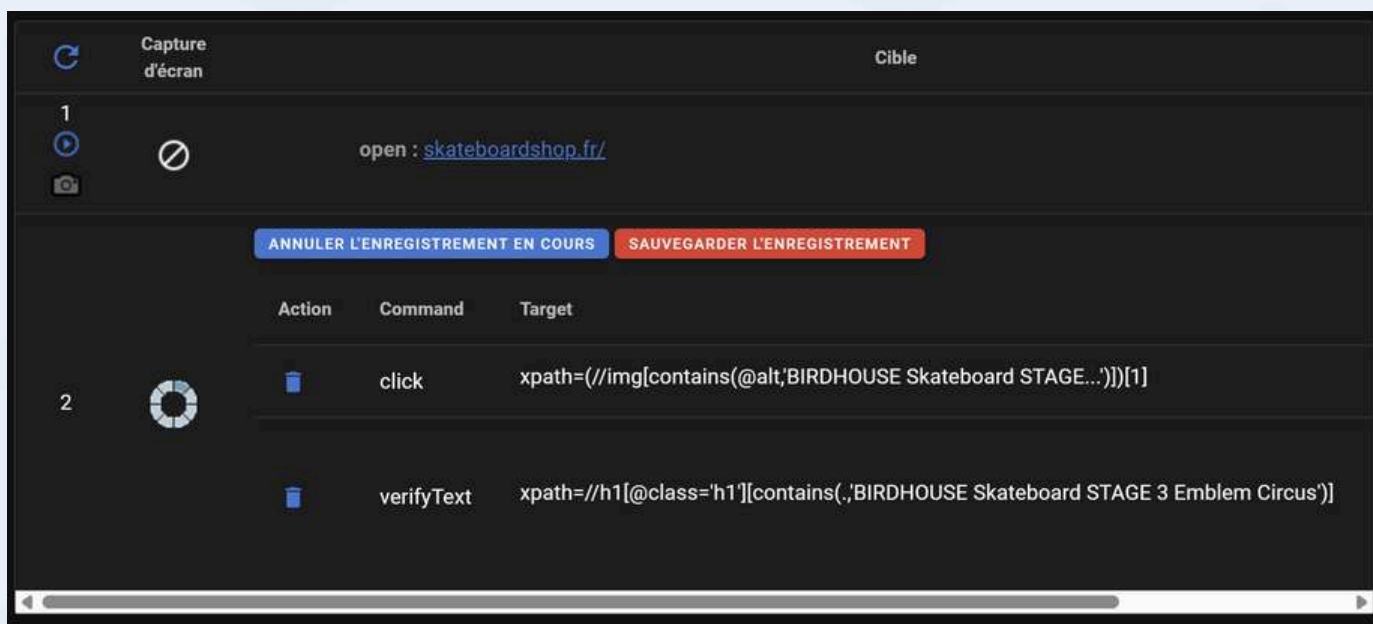 Capture
d'écran
Cible
1
open : skateboardshop.fr/
ANNULER L'ENREGISTREMENT EN COURS SAUVEGARDER L'ENREGISTREMENT
Action Command Target
click xpath=(//img[contains(@alt,'BIRDHOUSE Skateboard STAGE...')])[1]
2
verifyText xpath=//h1[@class='h1'][contains(.,'BIRDHOUSE Skateboard STAGE 3 Emblem Circus')]